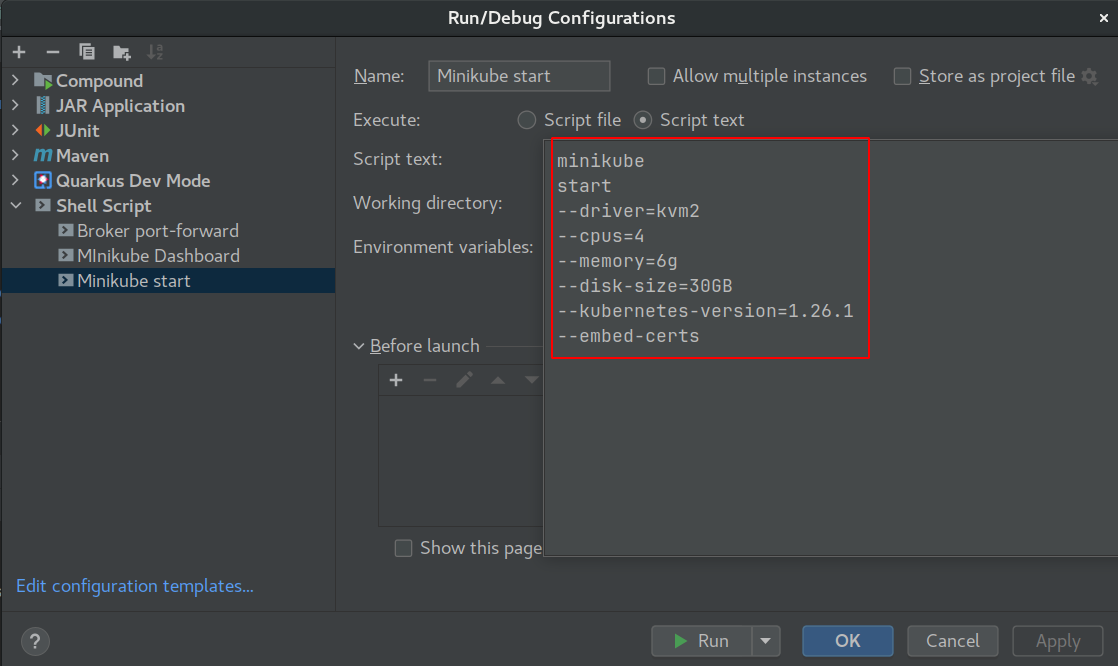 Run/Debug Configurations
Compound
JAR Application
JUnit
Maven
Quarkus Dev Mode
Shell Script
Broker port-forward
MInikube Dashboard
Minikube start
Edit configuration templates...
Name: Minikube start Allow multiple instances Store as project file
Execute: Script file Script text
Script text:
Working directory:
Environment variables:
minikube
start
--driver=kvm2
--cpus=4
--memory=6g
--disk-size=30GB
--kubernetes-version=1.26.1
--embed-certs
Before launch
Show this page
? Run OK Cancel Apply